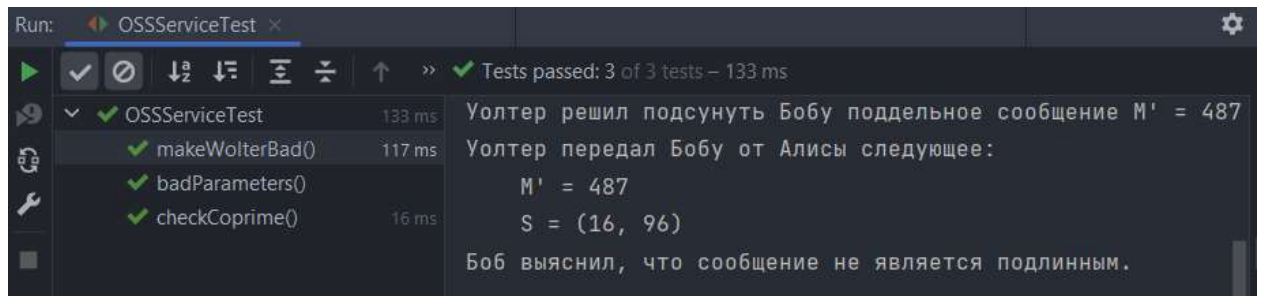 Run: OSSServiceTest ×
» Tests passed: 3 of 3 tests – 133 ms
OSSServiceTest 133 ms
makeWolterBad() 117 ms
badParameters()
checkCoprime() 16 ms
Уолтер решил подсунуть Бобу поддельное сообщение M' = 487
Уолтер передал Бобу от Алисы следующее:
M' = 487
S = (16, 96)
Боб выяснил, что сообщение не является подлинным.